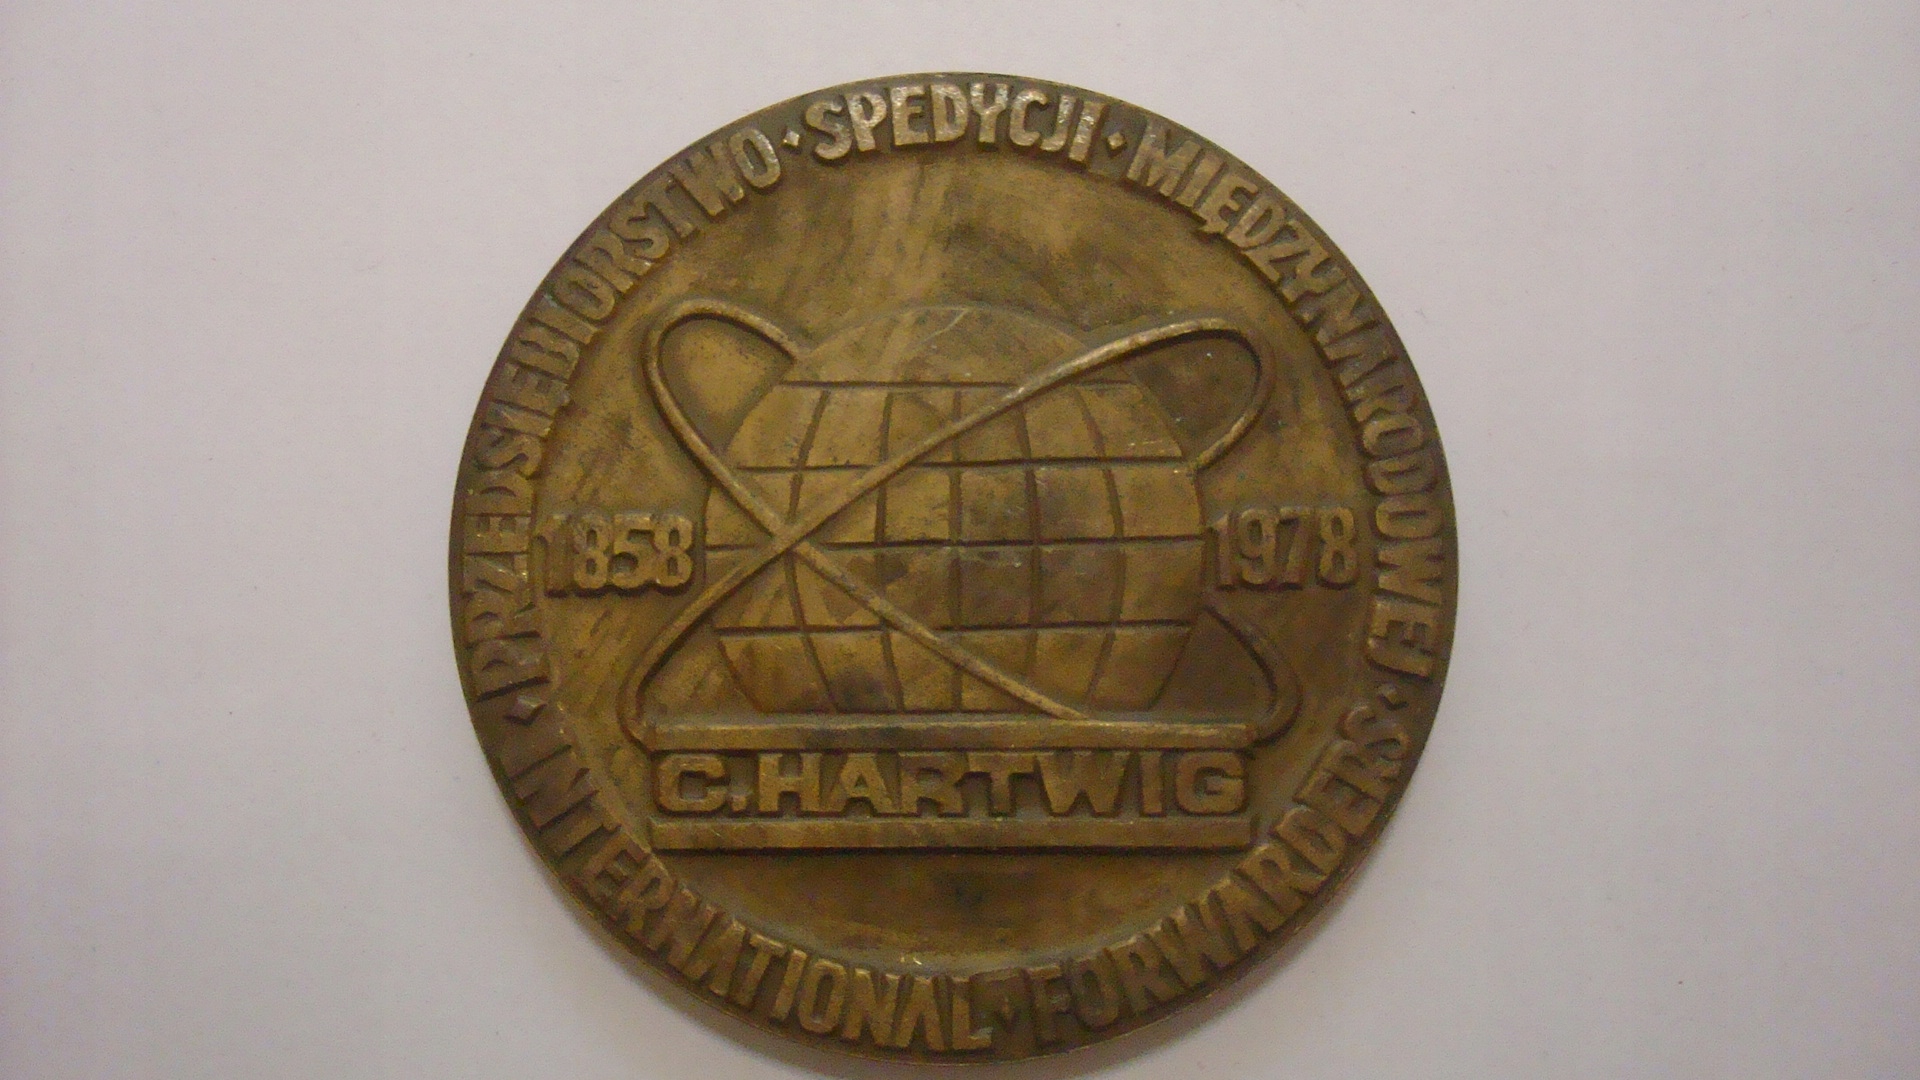 PRZEDSIĘBIORSTWO · SPEDYCJI · MIĘDZYNARODOWEJ ·
1858 1978
C.HARTWIG
INTERNATIONAL · FORWARDERS